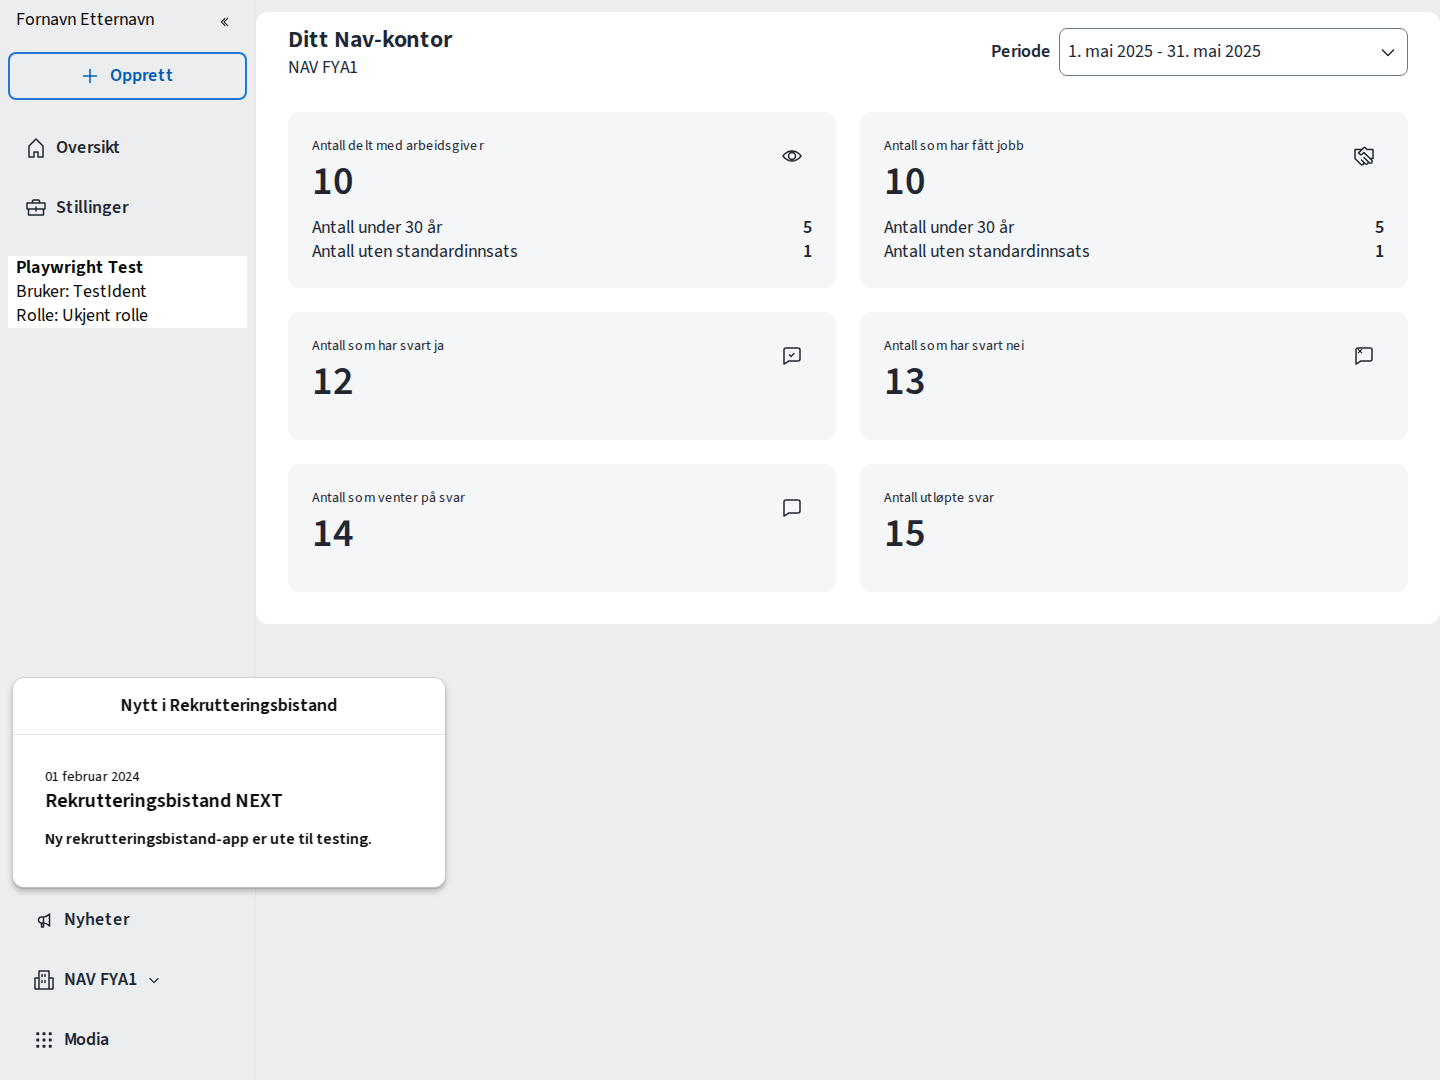 Fornavn Etternavn
Opprett
Oversikt
Stillinger
Playwright Test
Bruker: TestIdent
Rolle: Ukjent rolle
Ditt Nav-kontor
NAV FYA1
Periode
1. mai 2025 - 31. mai 2025
Antall delt med arbeidsgiver
10
Antall under 30 år 5
Antall uten standardinnsats 1
Antall som har fått jobb
10
Antall under 30 år 5
Antall uten standardinnsats 1
Antall som har svart ja
12
Antall som har svart nei
13
Antall som venter på svar
14
Antall utløpte svar
15
Nytt i Rekrutteringsbistand
01 februar 2024
Rekrutteringsbistand NEXT
Ny rekrutteringsbistand-app er ute til testing.
Nyheter
NAV FYA1
Modia